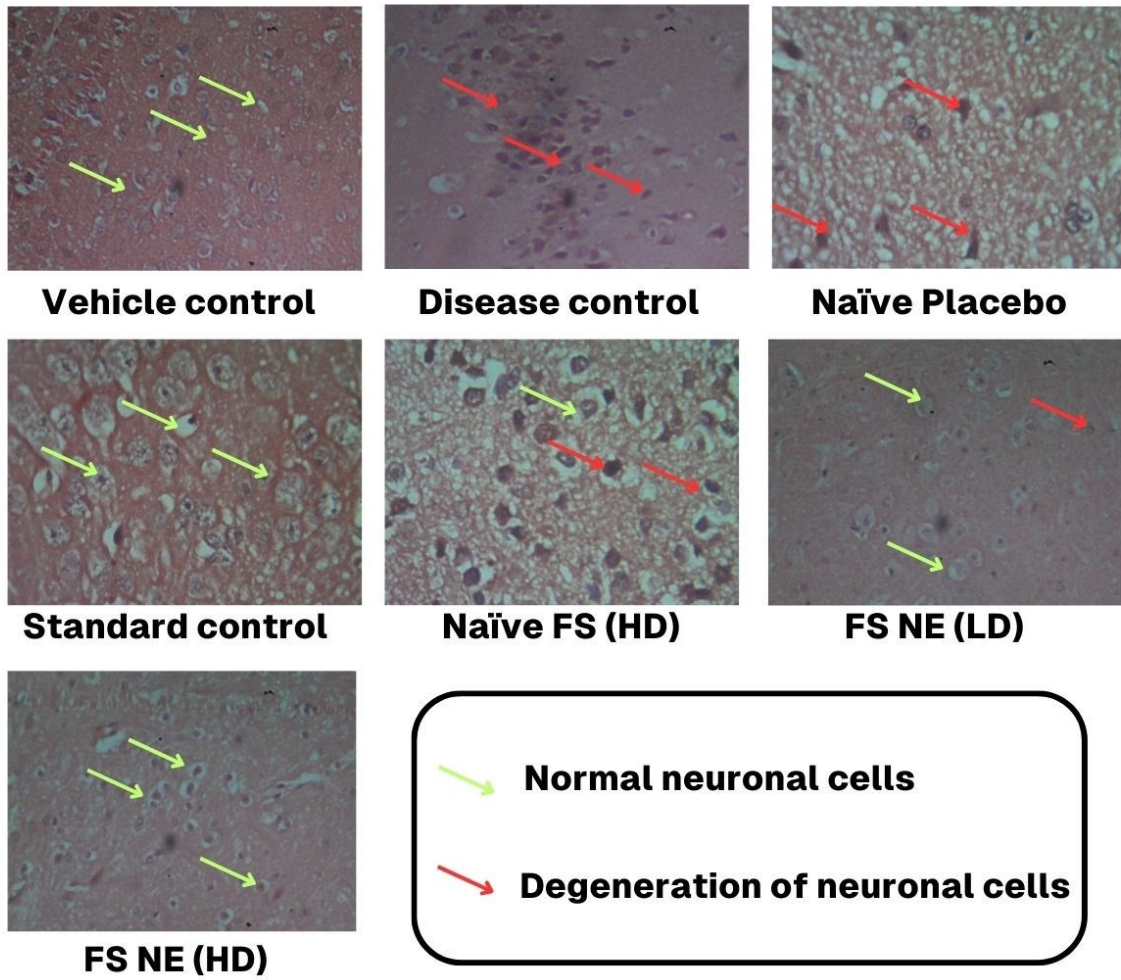 Vehicle control
Disease control
Naïve Placebo
Standard control
Naïve FS (HD)
FS NE (LD)
FS NE (HD)
Normal neuronal cells
Degeneration of neuronal cells